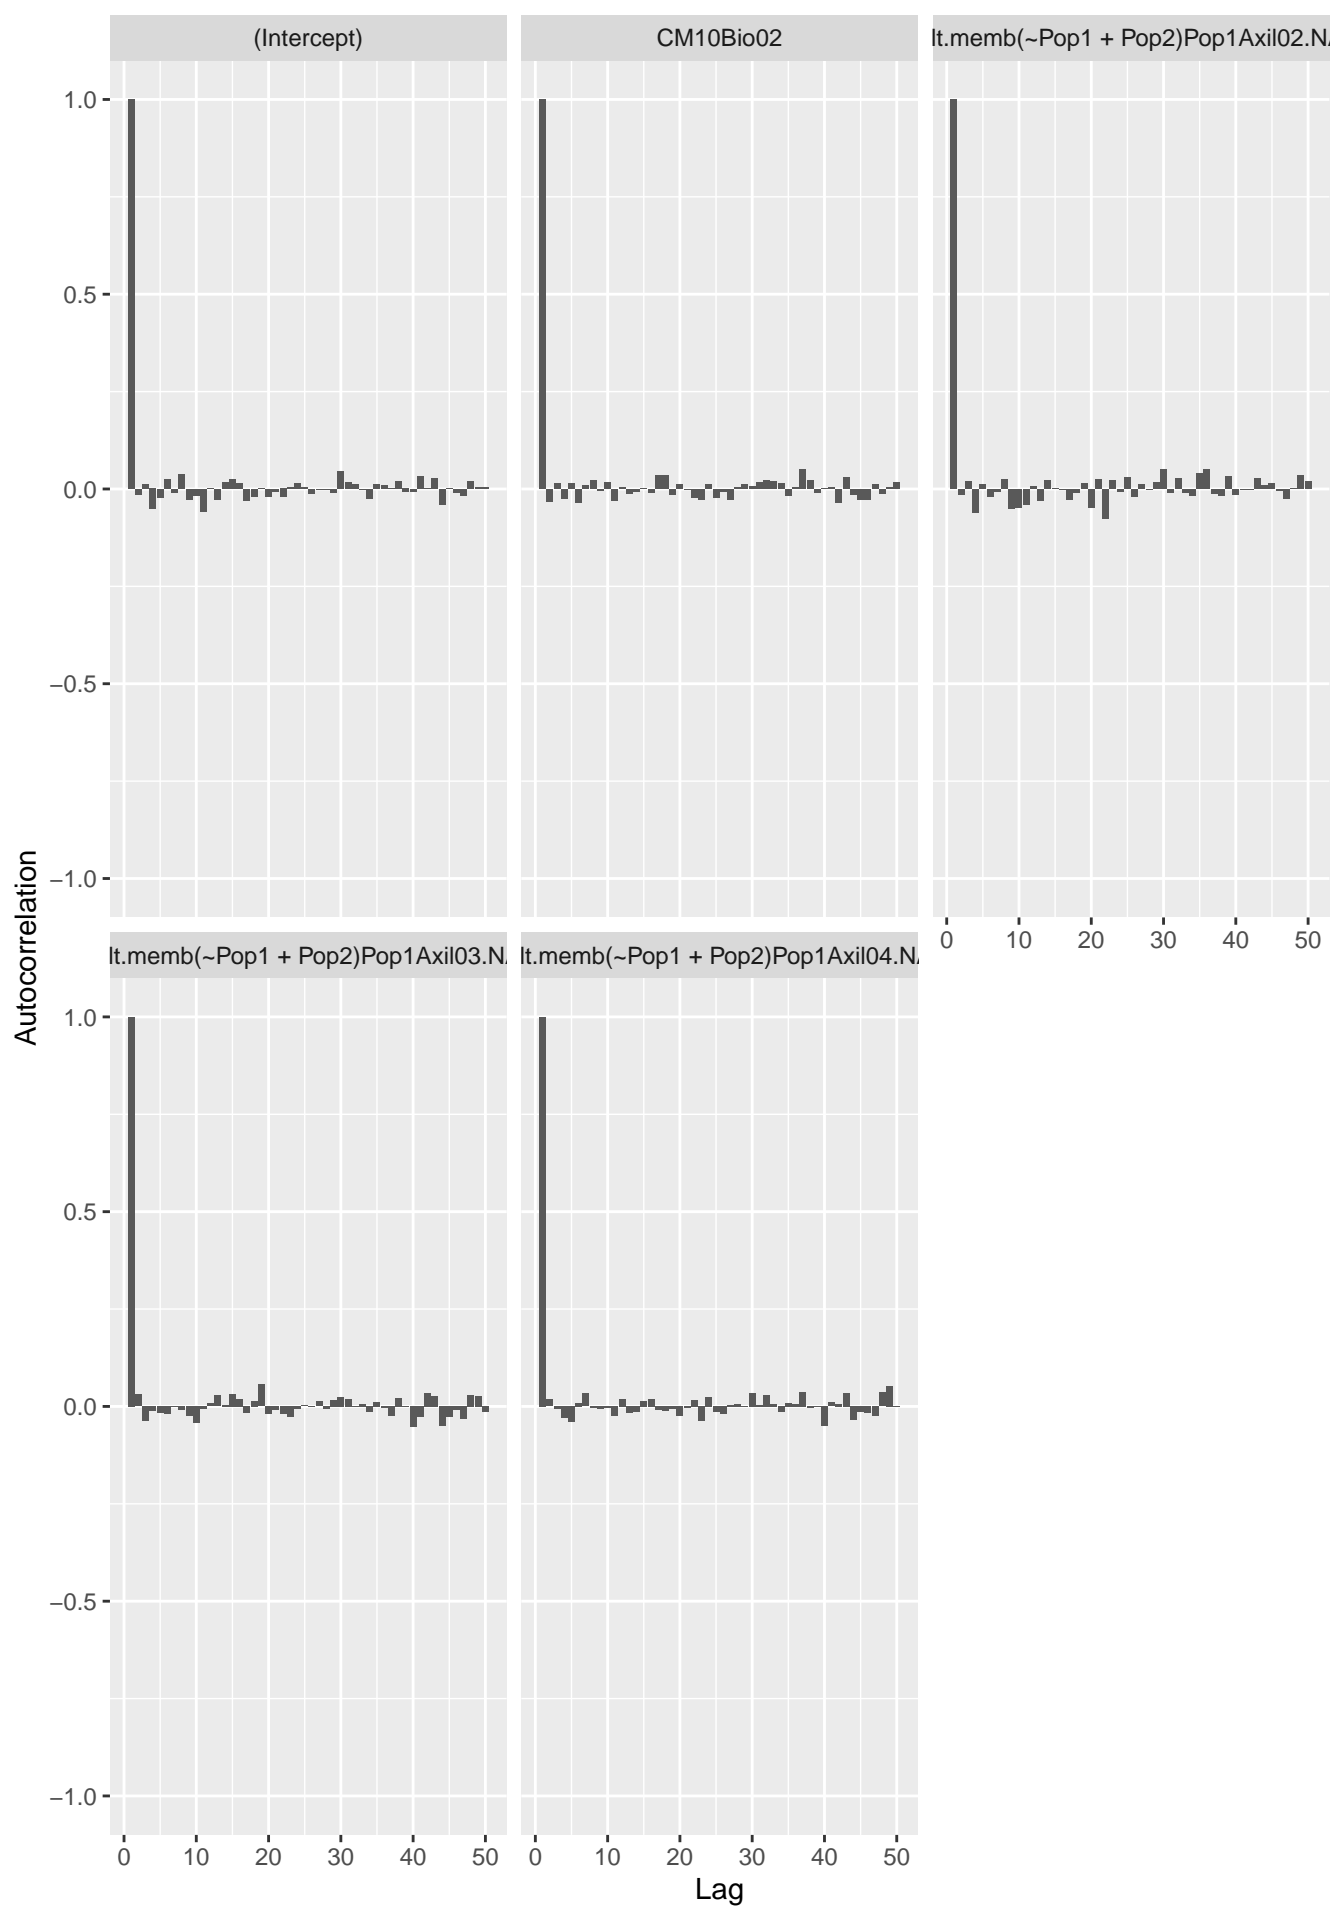 (Intercept) CM10Bio02 lt.memb(~Pop1 + Pop2)Pop1Axil02.N
1.0
0.5
0.0
−0.5
−1.0
0 10 20 30 40 50
lt.memb(~Pop1 + Pop2)Pop1Axil03.N lt.memb(~Pop1 + Pop2)Pop1Axil04.N
Autocorrelation
1.0
0.5
0.0
−0.5
−1.0
0 10 20 30 40 50 0 10 20 30 40 50
Lag